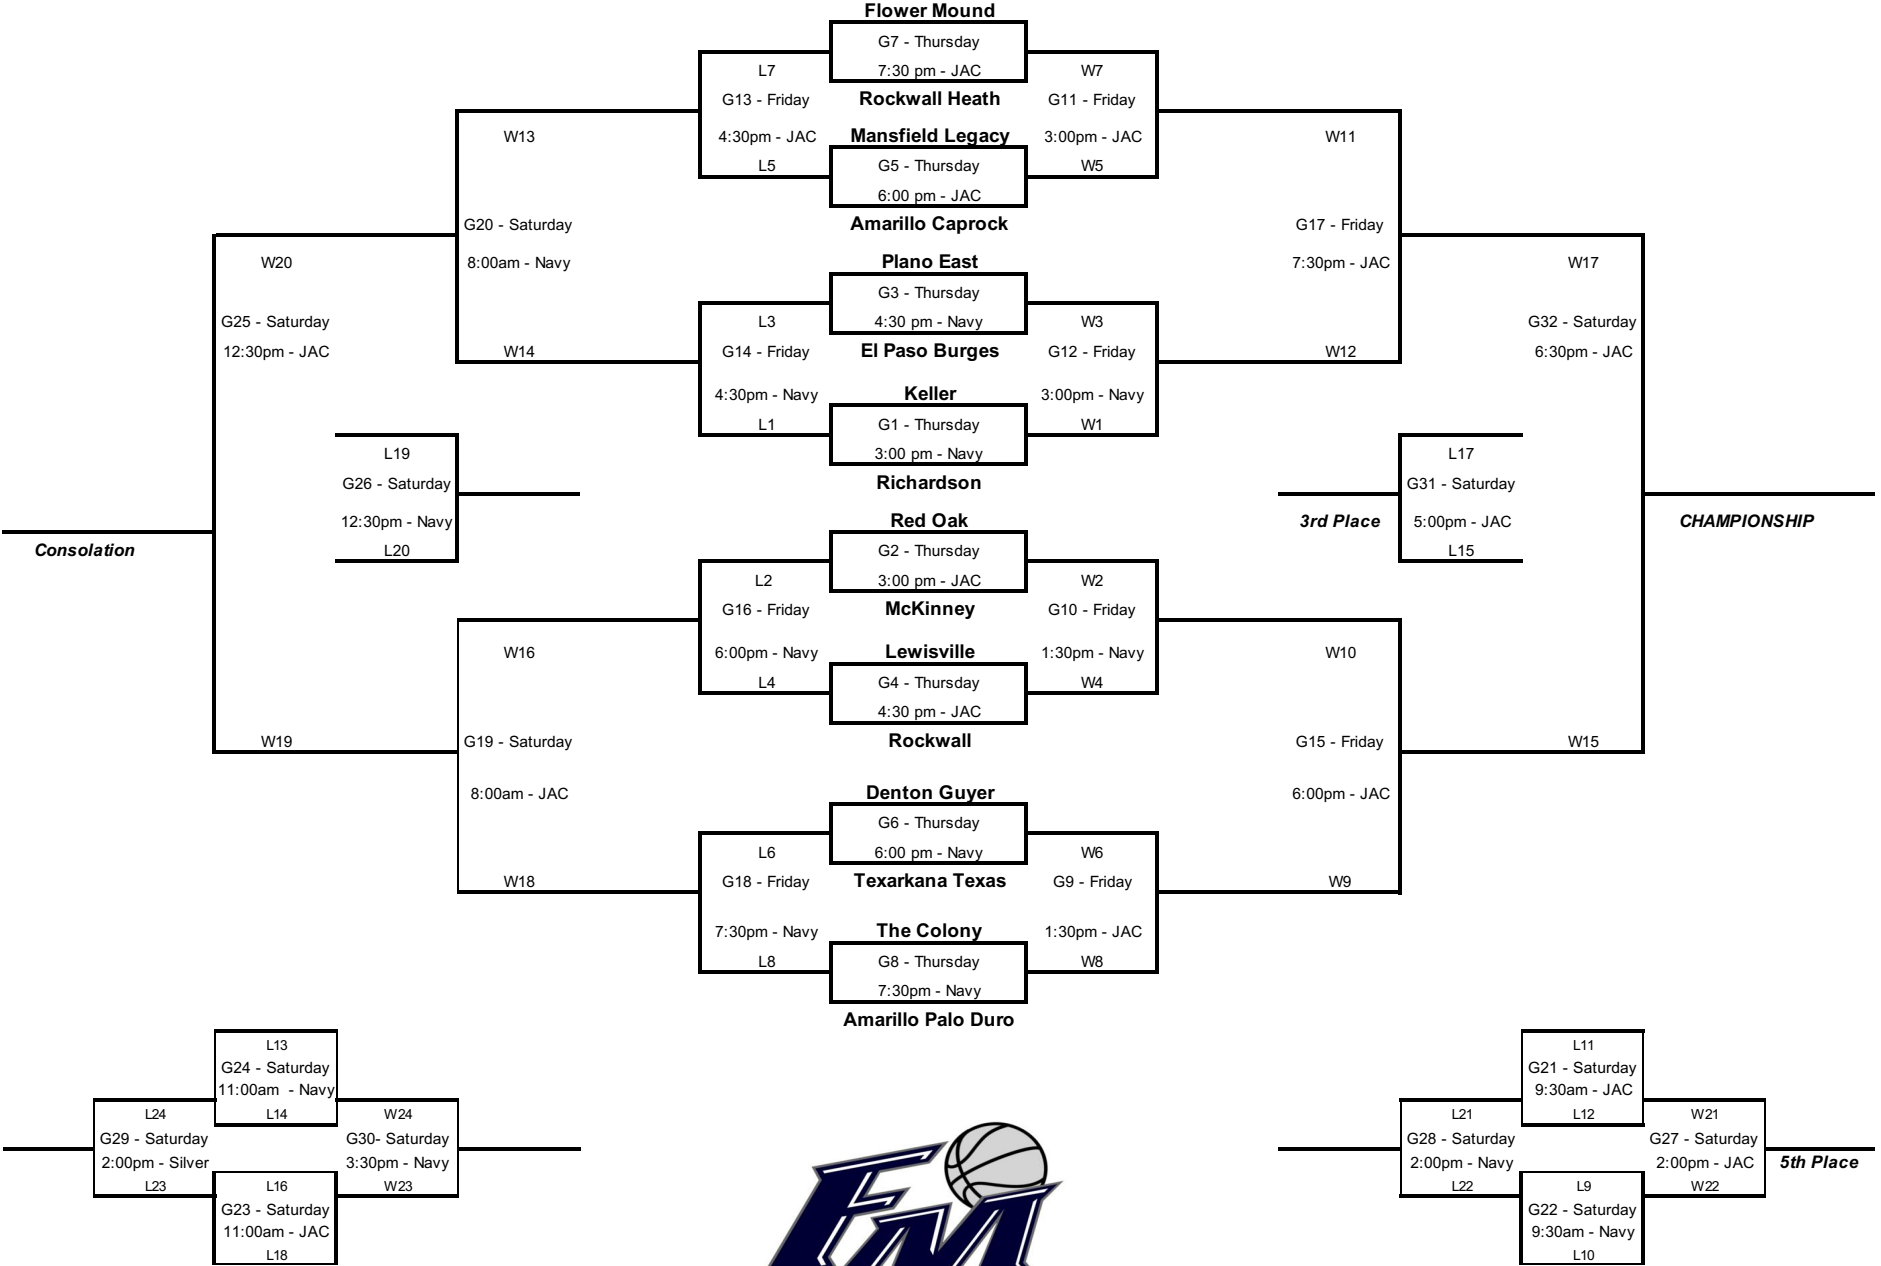 Flower Mound
G7 - Thursday
L7 7:30 pm - JAC W7
G13 - Friday Rockwall Heath G11 - Friday
W13 4:30pm - JAC Mansfield Legacy 3:00pm - JAC W11
L5 G5 - Thursday W5
6:00 pm - JAC
G20 - Saturday Amarillo Caprock G17 - Friday
W20 8:00am - Navy Plano East 7:30pm - JAC W17
G3 - Thursday
G25 - Saturday L3 4:30 pm - Navy W3 G32 - Saturday
12:30pm - JAC W14 G14 - Friday El Paso Burges G12 - Friday W12 6:30pm - JAC
4:30pm - Navy Keller 3:00pm - Navy
L1 G1 - Thursday W1
L19 3:00 pm - Navy L17
G26 - Saturday Richardson G31 - Saturday
12:30pm - Navy Red Oak 3rd Place 5:00pm - JAC CHAMPIONSHIP
Consolation L20 G2 - Thursday L15
L2 3:00 pm - JAC W2
G16 - Friday McKinney G10 - Friday
W16 6:00pm - Navy Lewisville 1:30pm - Navy W10
L4 G4 - Thursday W4
4:30 pm - JAC
W19 G19 - Saturday Rockwall G15 - Friday W15
8:00am - JAC Denton Guyer 6:00pm - JAC
G6 - Thursday
L6 6:00 pm - Navy W6
W18 G18 - Friday Texarkana Texas G9 - Friday W9
7:30pm - Navy The Colony 1:30pm - JAC
L8 G8 - Thursday W8
7:30pm - Navy
Amarillo Palo Duro
L13 L11
G24 - Saturday G21 - Saturday
11:00am - Navy 9:30am - JAC
L24 L14 W24 L21 L12 W21
G29 - Saturday G30- Saturday G28 - Saturday G27 - Saturday
2:00pm - Silver 3:30pm - Navy 2:00pm - Navy 2:00pm - JAC 5th Place
L23 L16 W23 L22 L9 W22
G23 - Saturday G22 - Saturday
11:00am - JAC 9:30am - Navy
L18 L10
FM